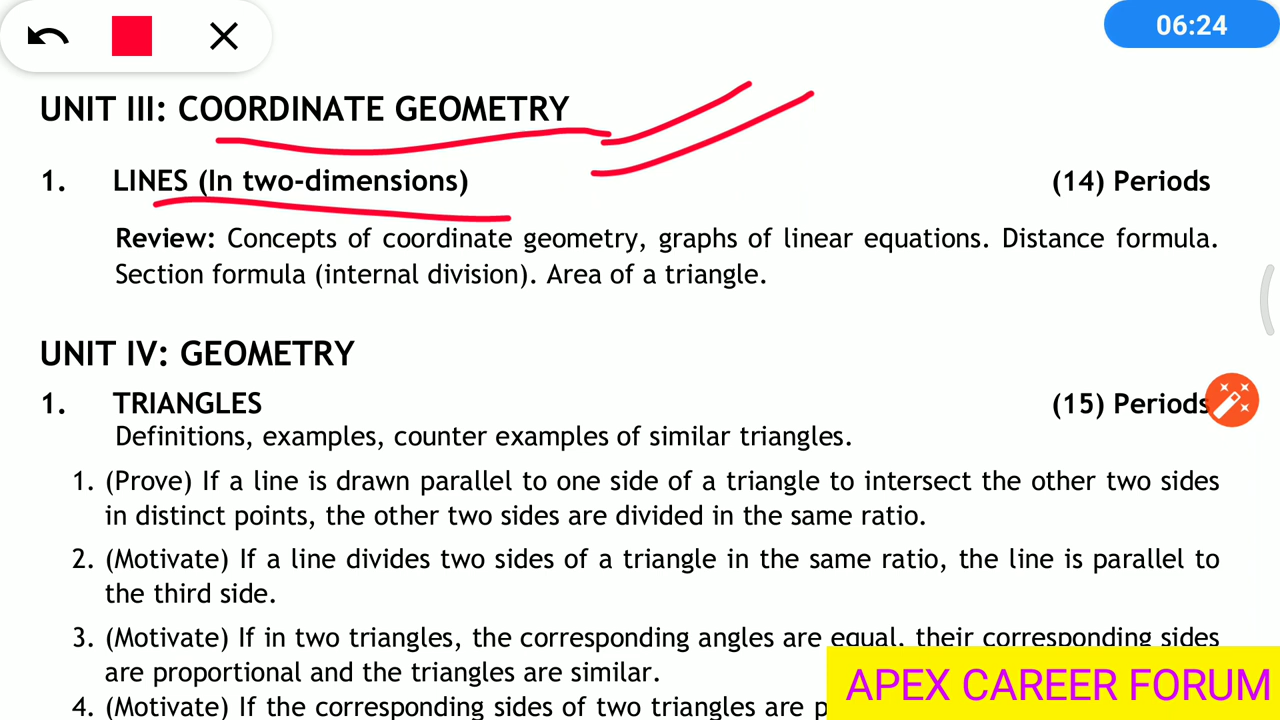 06:24
UNIT III: COORDINATE GEOMETRY
1. LINES (In two-dimensions) (14) Periods
Review: Concepts of coordinate geometry, graphs of linear equations. Distance formula.
Section formula (internal division). Area of a triangle.
UNIT IV: GEOMETRY
1. TRIANGLES (15) Periods
Definitions, examples, counter examples of similar triangles.
1. (Prove) If a line is drawn parallel to one side of a triangle to intersect the other two sides
in distinct points, the other two sides are divided in the same ratio.
2. (Motivate) If a line divides two sides of a triangle in the same ratio, the line is parallel to
the third side.
3. (Motivate) If in two triangles, the corresponding angles are equal, their corresponding sides
are proportional and the triangles are similar.
4. (Motivate) If the corresponding sides of two triangles are
APEX CAREER FORUM